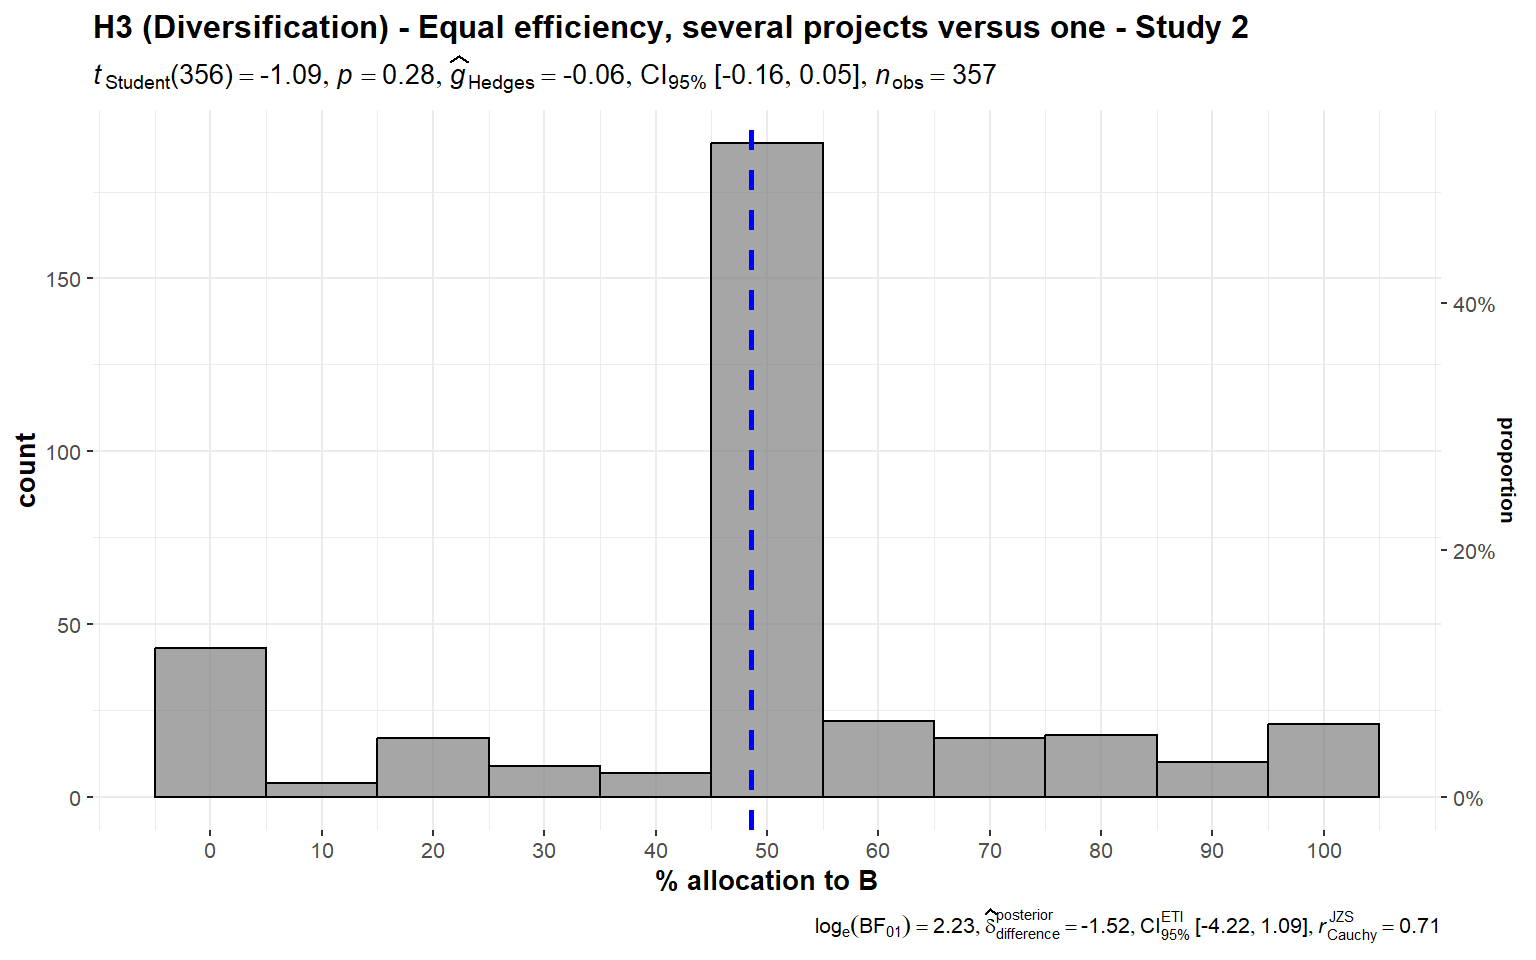 H3 (Diversification) - Equal efficiency, several projects versus one - Study 2
t Student(356) = -1.09, p = 0.28, ĝ Hedges = -0.06, CI95% [-0.16, 0.05], nobs = 357
count
150
100
50
0
40%
20%
0%
proportion
0 10 20 30 40 50 60 70 80 90 100
% allocation to B
loge(BF01) = 2.23, δ̂ posterior difference = -1.52, CI ETI 95% [-4.22, 1.09], r JZS Cauchy = 0.71